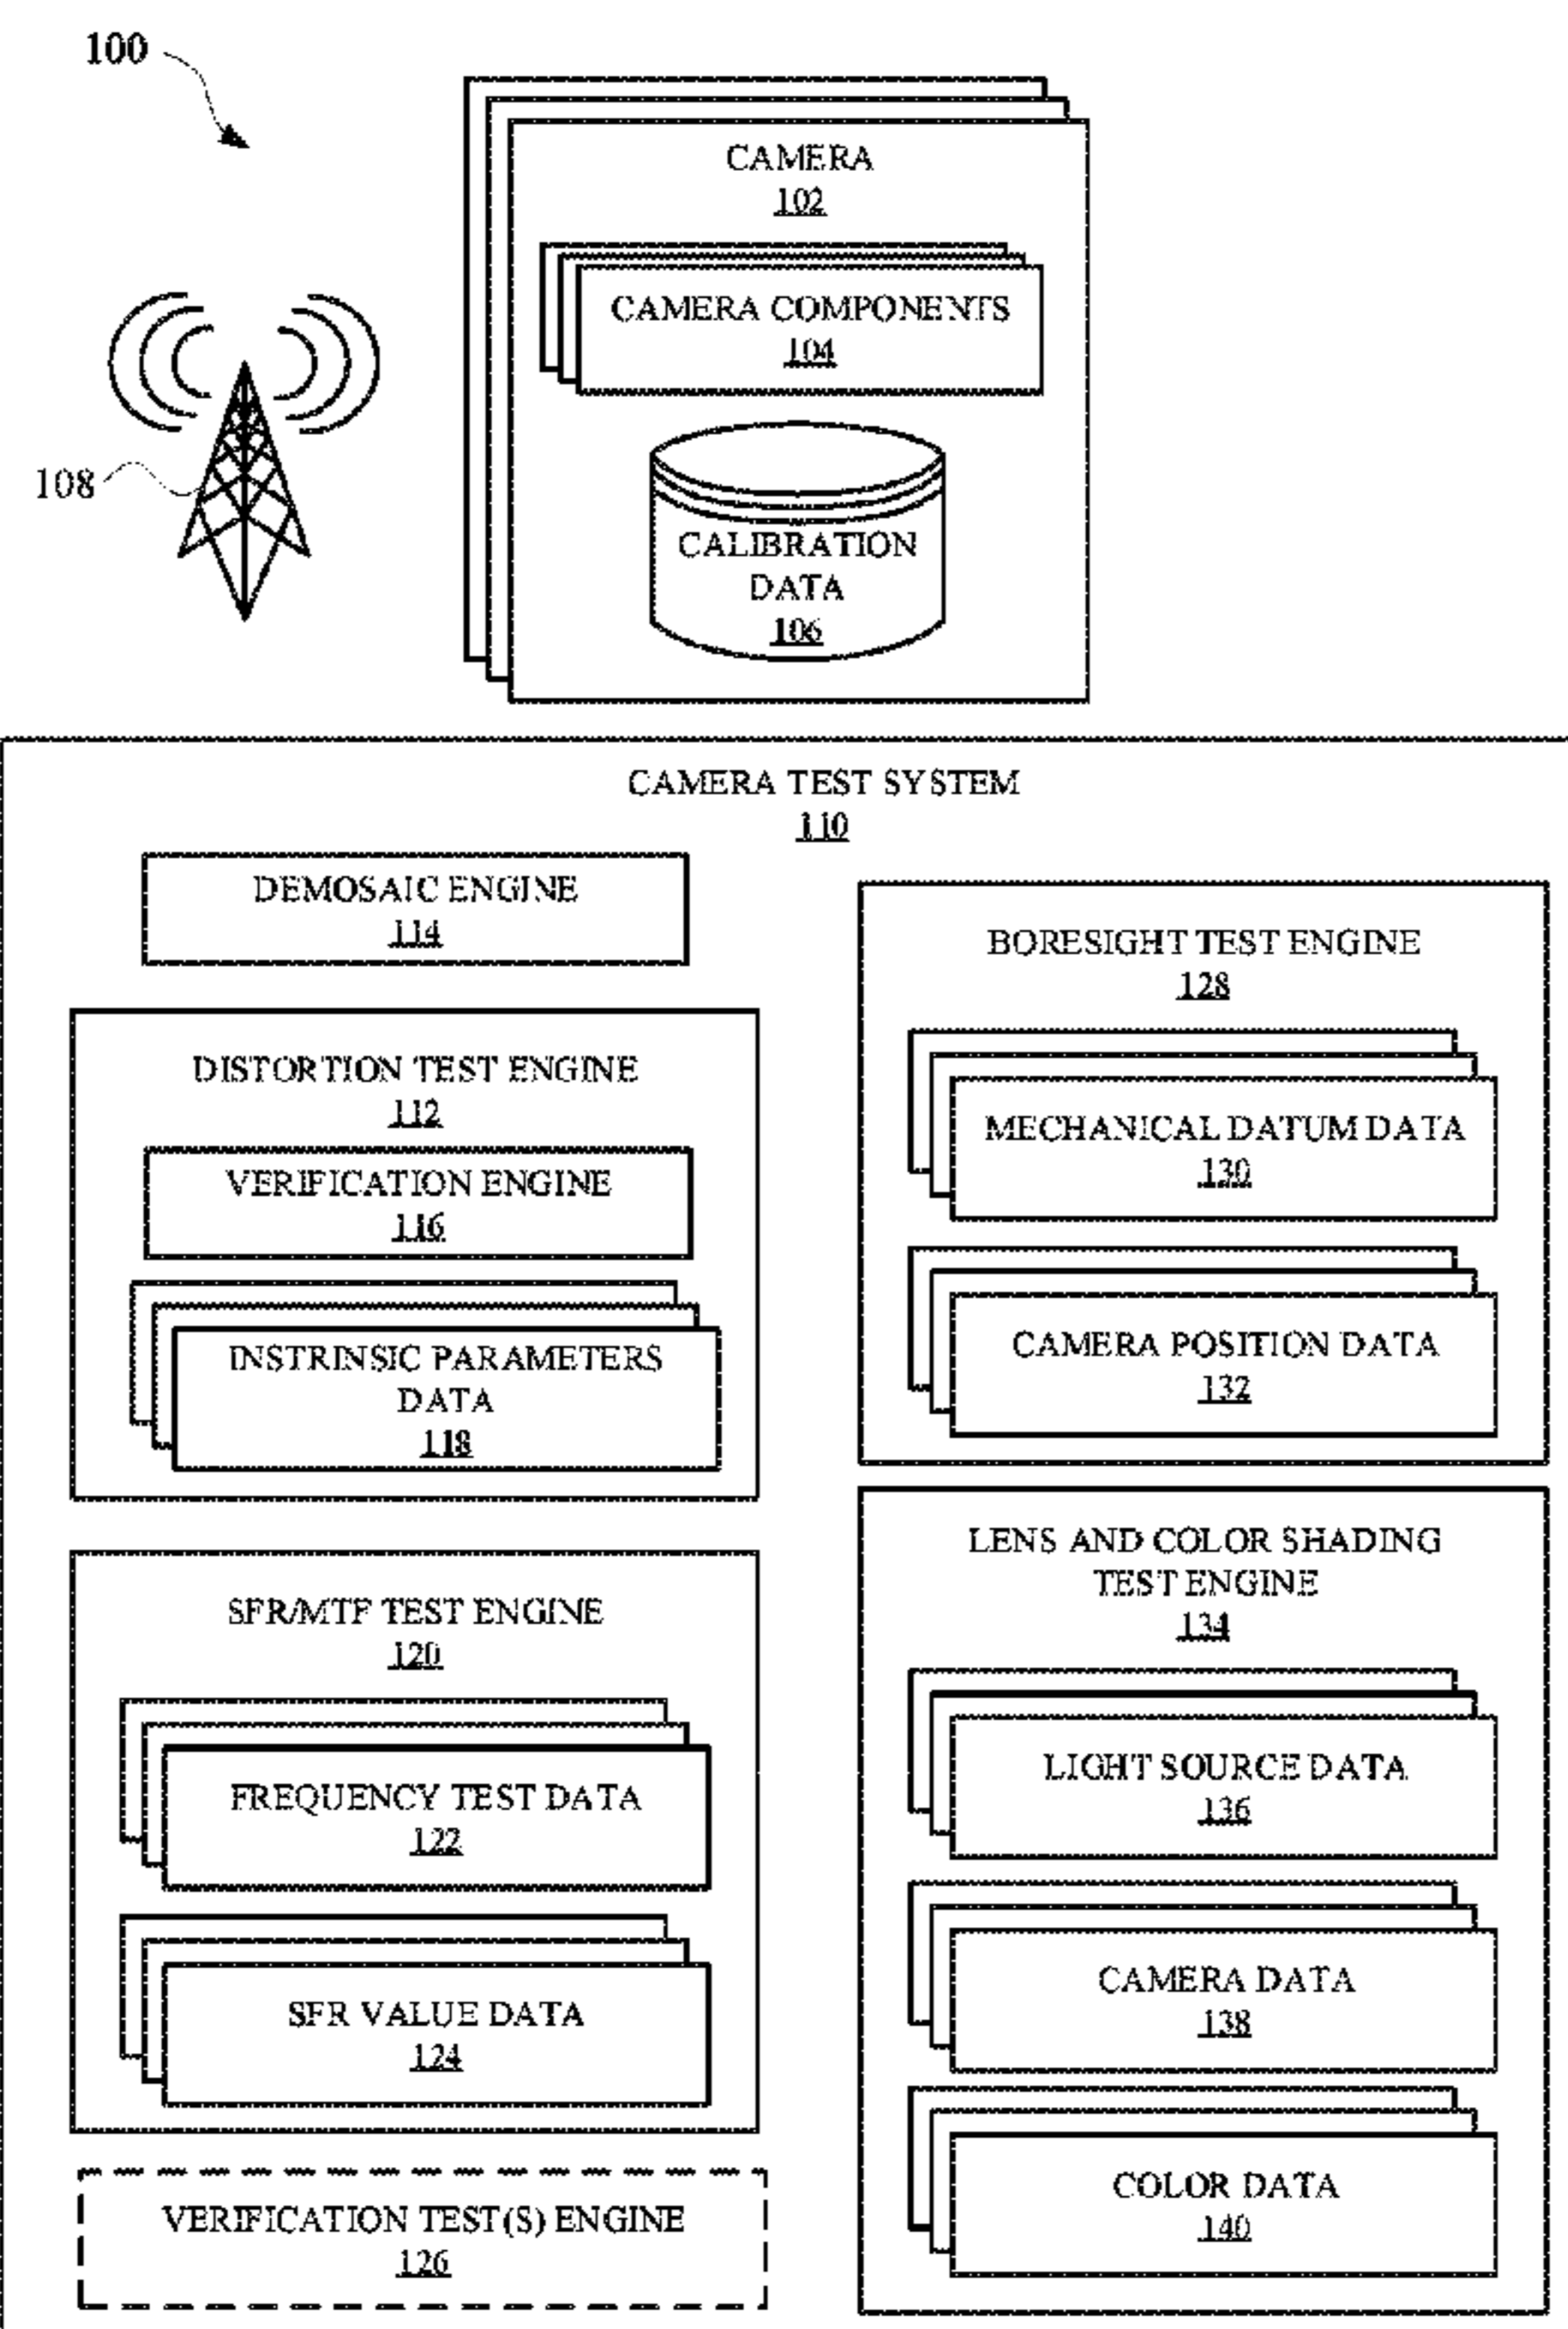 100
CAMERA
102
CAMERA COMPONENTS
104
108
CALIBRATION
DATA
106
CAMERA TEST SYSTEM
110
DEMOSAIC ENGINE
114
DISTORTION TEST ENGINE
112
VERIFICATION ENGINE
116
INSTRINSIC PARAMETERS
DATA
118
SFR/MTF TEST ENGINE
120
FREQUENCY TEST DATA
122
SFR VALUE DATA
124
VERIFICATION TEST(S) ENGINE
126
BORESIGHT TEST ENGINE
128
MECHANICAL DATUM DATA
130
CAMERA POSITION DATA
132
LENS AND COLOR SHADING
TEST ENGINE
134
LIGHT SOURCE DATA
136
CAMERA DATA
138
COLOR DATA
140